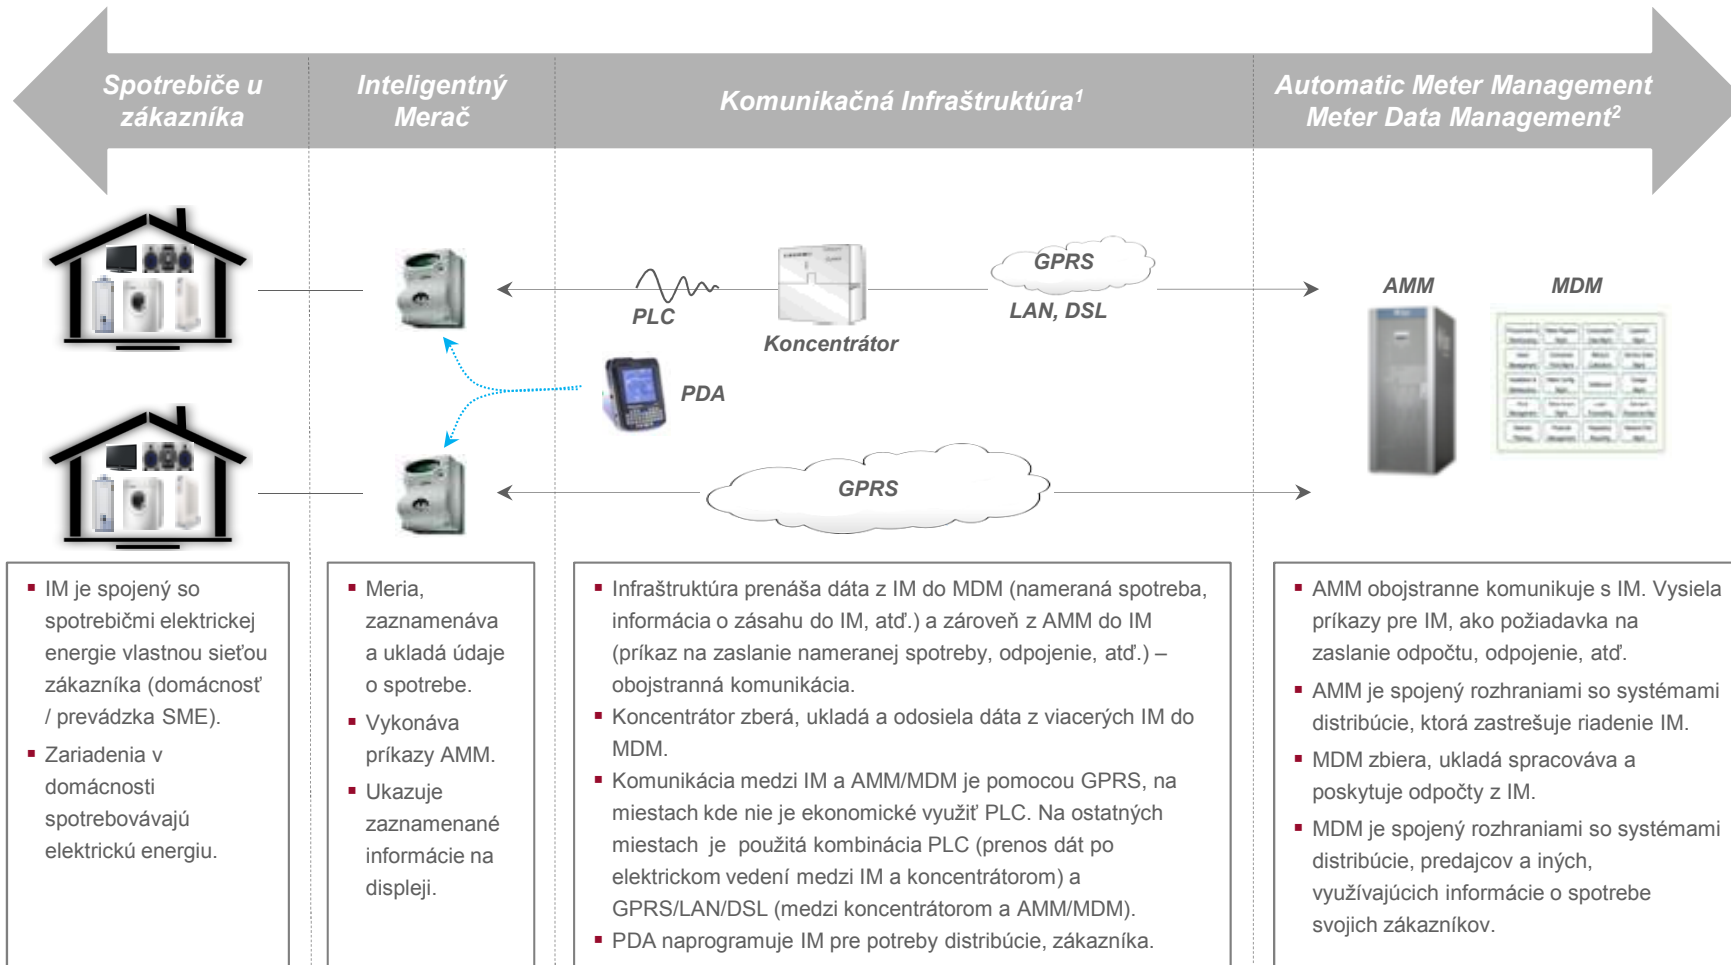 Spotrebiče u
zákazníka
Inteligentný
Merač
Komunikačná Infraštruktúra¹
Automatic Meter Management
Meter Data Management²
GPRS
PLC
LAN, DSL
Koncentrátor
AMM
MDM
PDA
GPRS
▪ IM je spojený so
spotrebičmi elektrickej
energie vlastnou sieťou
zákazníka (domácnosť
/ prevádzka SME).
▪ Zariadenia v
domácnosti
spotrebovávajú
elektrickú energiu.
▪ Meria,
zaznamenáva
a ukladá údaje
o spotrebe.
▪ Vykonáva
príkazy AMM.
▪ Ukazuje
zaznamenané
informácie na
displeji.
▪ Infraštruktúra prenáša dáta z IM do MDM (nameraná spotreba,
informácia o zásahu do IM, atď.) a zároveň z AMM do IM
(príkaz na zaslanie nameranej spotreby, odpojenie, atď.) –
obojstranná komunikácia.
▪ Koncentrátor zberá, ukladá a odosiela dáta z viacerých IM do
MDM.
▪ Komunikácia medzi IM a AMM/MDM je pomocou GPRS, na
miestach kde nie je ekonomické využiť PLC. Na ostatných
miestach je použitá kombinácia PLC (prenos dát po
elektrickom vedení medzi IM a koncentrátorom) a
GPRS/LAN/DSL (medzi koncentrátorom a AMM/MDM).
▪ PDA naprogramuje IM pre potreby distribúcie, zákazníka.
▪ AMM obojstranne komunikuje s IM. Vysiela
príkazy pre IM, ako požiadavka na
zaslanie odpočtu, odpojenie, atď.
▪ AMM je spojený rozhraniami so systémami
distribúcie, ktorá zastrešuje riadenie IM.
▪ MDM zbiera, ukladá spracováva a
poskytuje odpočty z IM.
▪ MDM je spojený rozhraniami so systémami
distribúcie, predajcov a iných,
využívajúcich informácie o spotrebe
svojich zákazníkov.